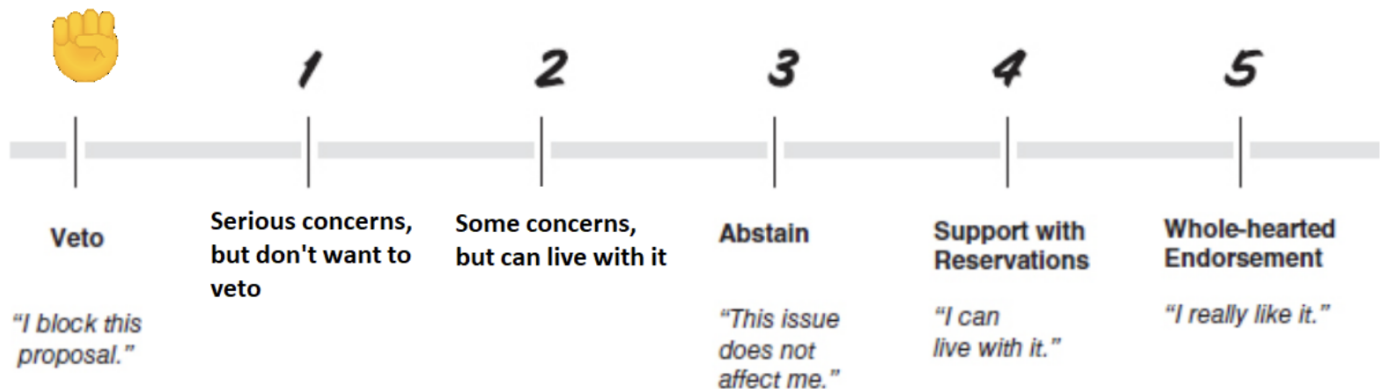 1
2
3
4
5
Veto
"I block this
proposal."
Serious concerns,
but don't want to
veto
Some concerns,
but can live with it
Abstain
"This issue
does not
affect me."
Support with
Reservations
"I can
live with it."
Whole-hearted
Endorsement
"I really like it."